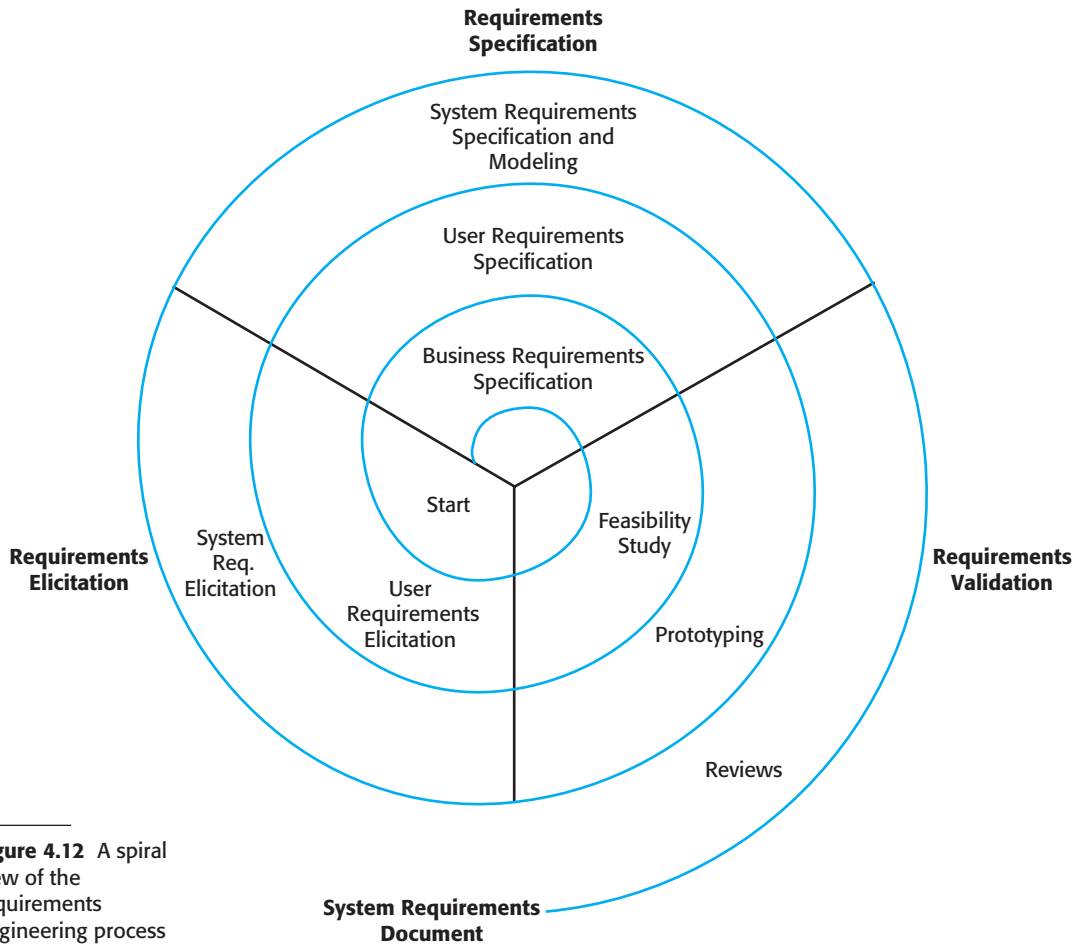 Requirements
Specification
System Requirements
Specification and
Modeling
User Requirements
Specification
Business Requirements
Specification
Start
Feasibility
Study
System
Req.
Elicitation
User
Requirements
Elicitation
Requirements
Elicitation
Requirements
Validation
Prototyping
Reviews
gure 4.12 A spiral
ew of the
quirements
gineering process
System Requirements
Document